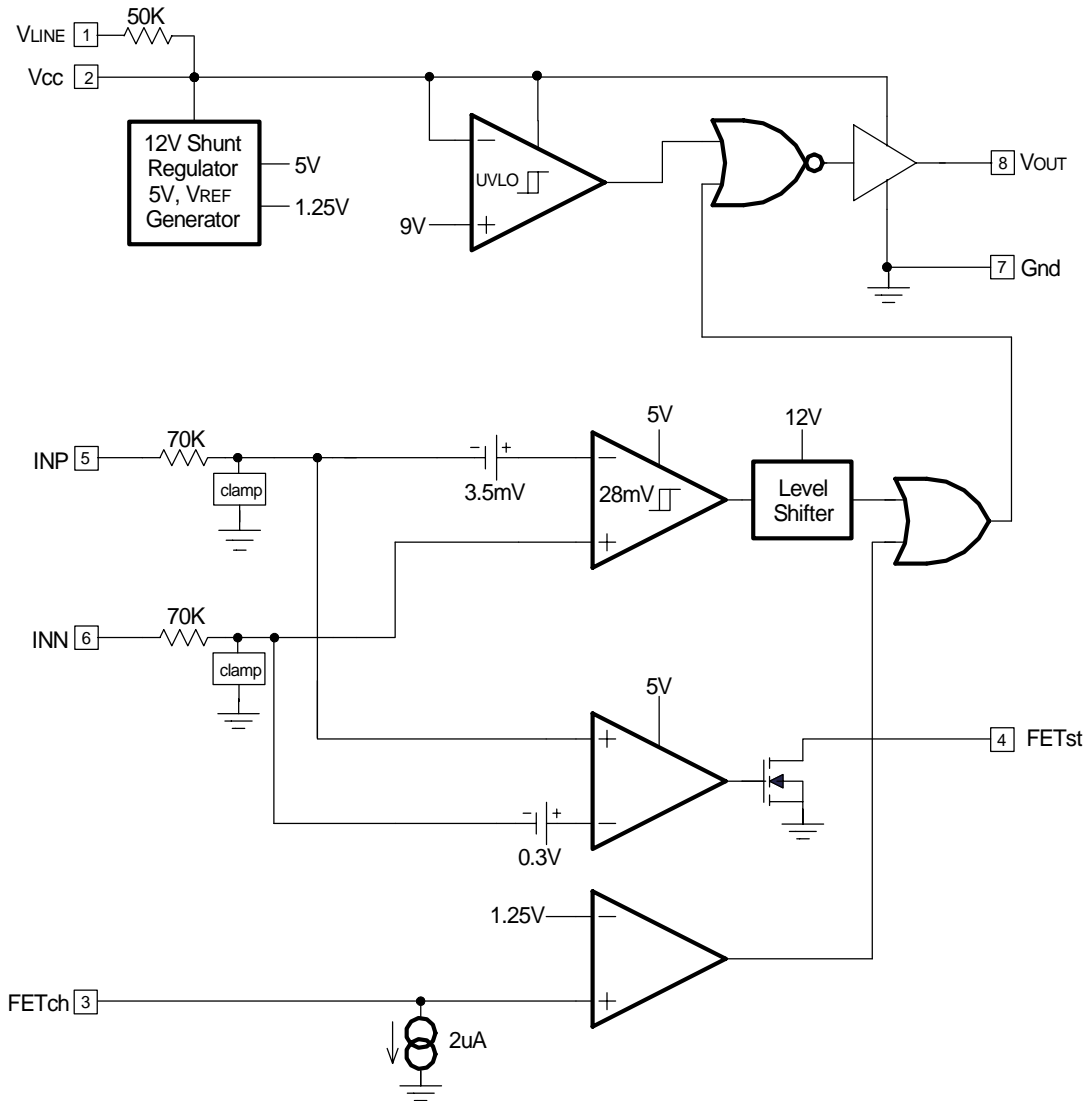 50K
VLINE 1
Vcc 2
12V Shunt
Regulator
5V, VREF
Generator
5V
1.25V
−
UVLO
9V
+
8 VOUT
7 Gnd
INP 5
70K
clamp
− +
3.5mV
5V
−
28mV
+
12V
Level
Shifter
INN 6
70K
clamp
5V
+
− +
0.3V
−
4 FETst
1.25V
−
FETch 3
+
2uA